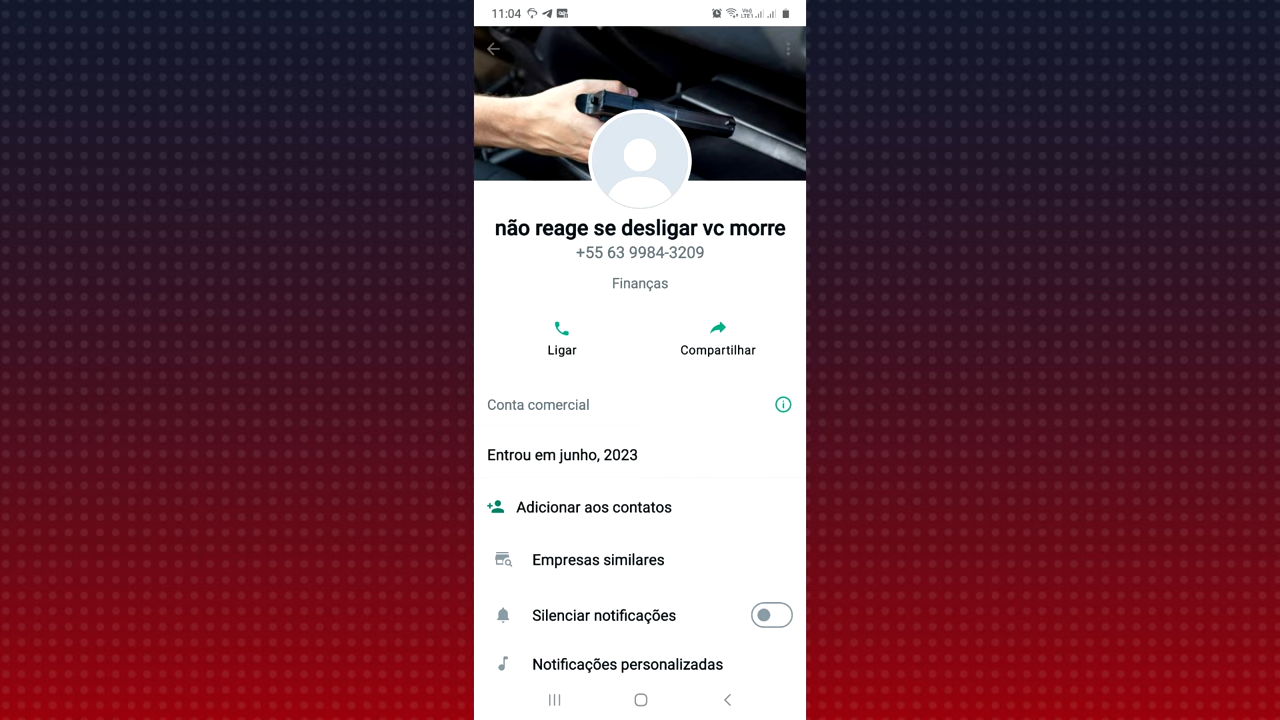 11:04
não reage se desligar vc morre
+55 63 9984-3209
Finanças
Ligar
Compartilhar
Conta comercial
Entrou em junho, 2023
Adicionar aos contatos
Empresas similares
Silenciar notificações
Notificações personalizadas